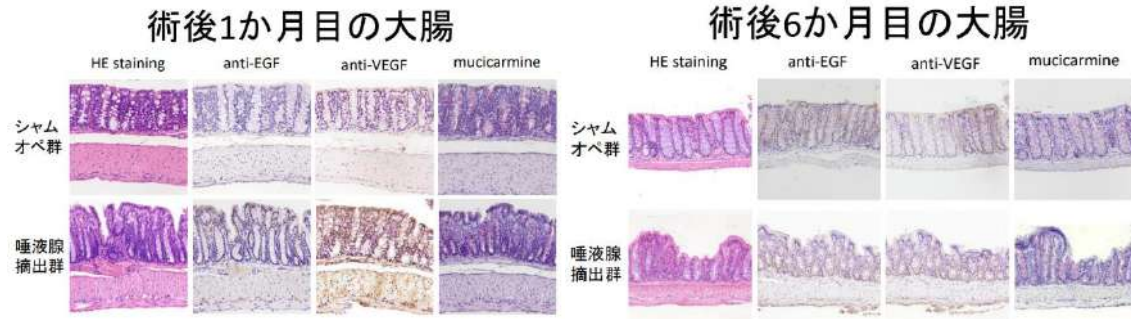 術後1か月目の大腸
HE staining anti-EGF anti-VEGF mucicarmine
シャム
オペ群
唾液腺
摘出群
術後6か月目の大腸
HE staining anti-EGF anti-VEGF mucicarmine
シャム
オペ群
唾液腺
摘出群